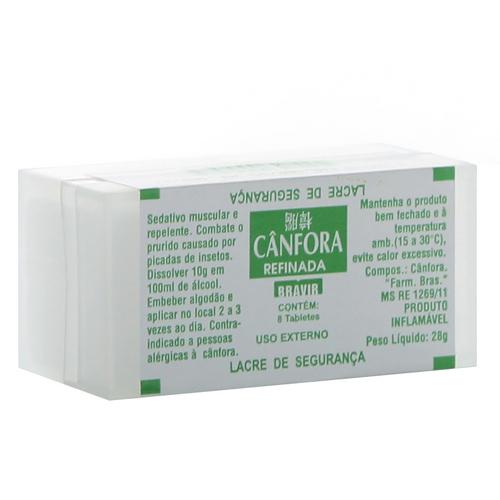 LACRE DE SEGURANÇA
Sedativo muscular e
repelente. Combate o
prurido causado por
picadas de insetos.
Dissolver 10g em
100ml de álcool.
Embeber algodão e
aplicar no local 2 a 3
vezes ao dia. Contra-
indicado a pessoas
alérgicas à cânfora.
樟脂
CÂNFORA
REFINADA
BRAVIR
CONTÉM:
8 Tabletes
USO EXTERNO
LACRE DE SEGURANÇA
Mantenha o produto
bem fechado e à
temperatura
amb.(15 a 30°C),
evite calor excessivo.
Compos.: Cânfora.
"Farm. Bras."
MS RE 1269/11
PRODUTO
INFLAMÁVEL
Peso Líquido: 28g